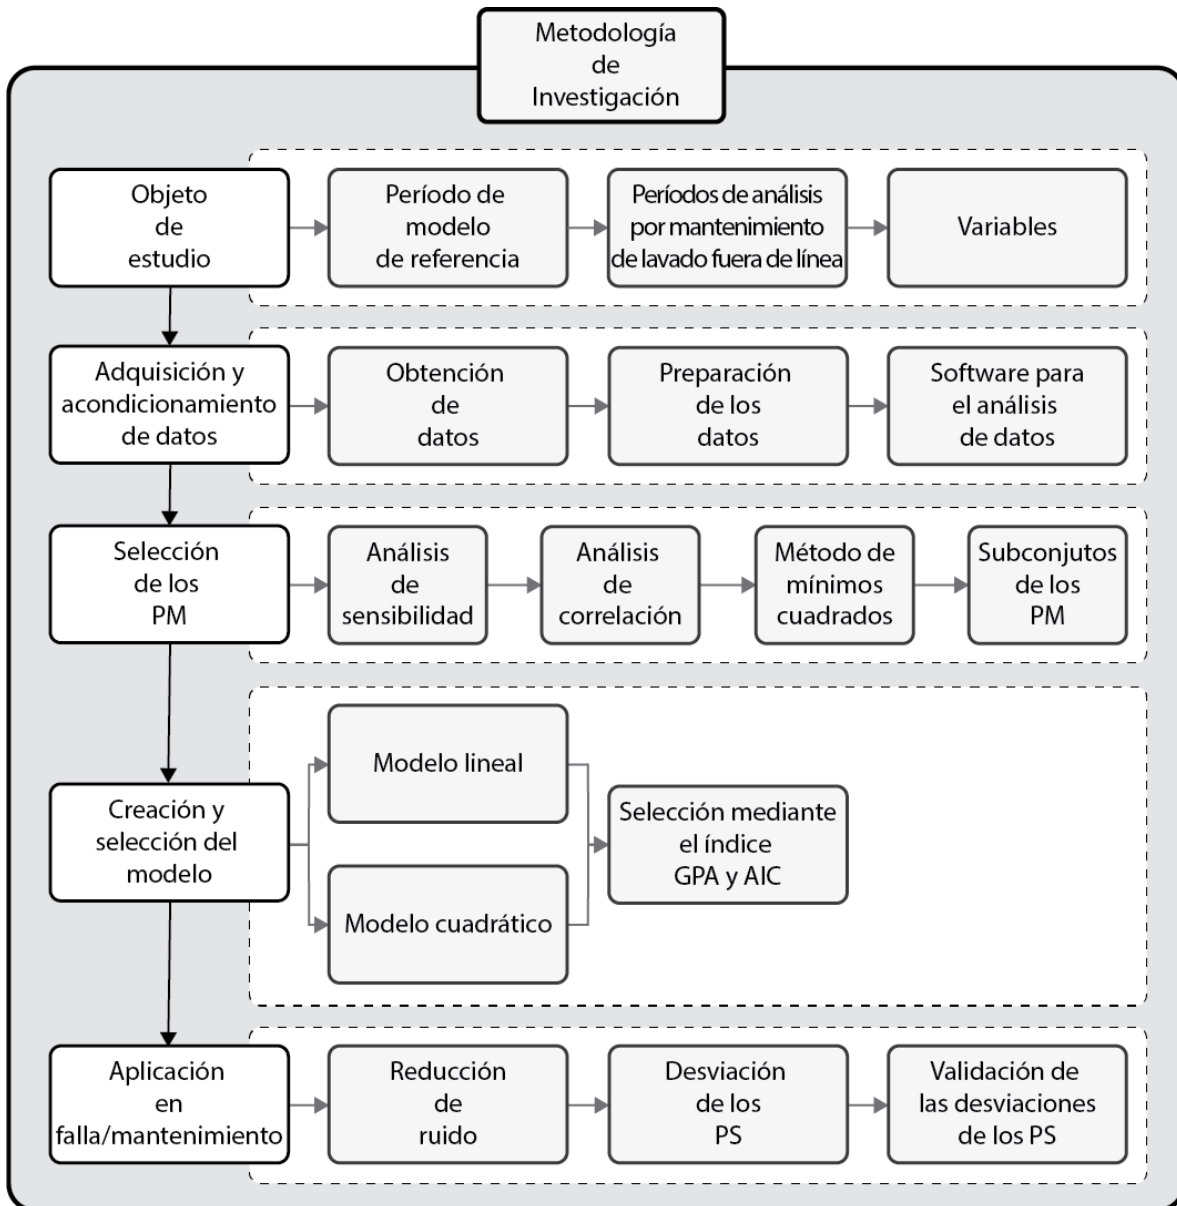 Metodología
de
Investigación
Objeto
de
estudio
Período de
modelo
de referencia
Períodos de análisis
por mantenimiento
de lavado fuera de línea
Variables
Adquisición y
acondicionamiento
de datos
Obtención
de
datos
Preparación
de los
datos
Software para
el análisis
de datos
Selección
de los
PM
Análisis
de
sensibilidad
Análisis
de
correlación
Método de
mínimos
cuadrados
Subconjutos
de los
PM
Creación y
selección del
modelo
Modelo lineal
Modelo cuadrático
Selección mediante
el índice
GPA y AIC
Aplicación
en
falla/mantenimiento
Reducción
de
ruido
Desviación
de los
PS
Validación de
las desviaciones
de los PS